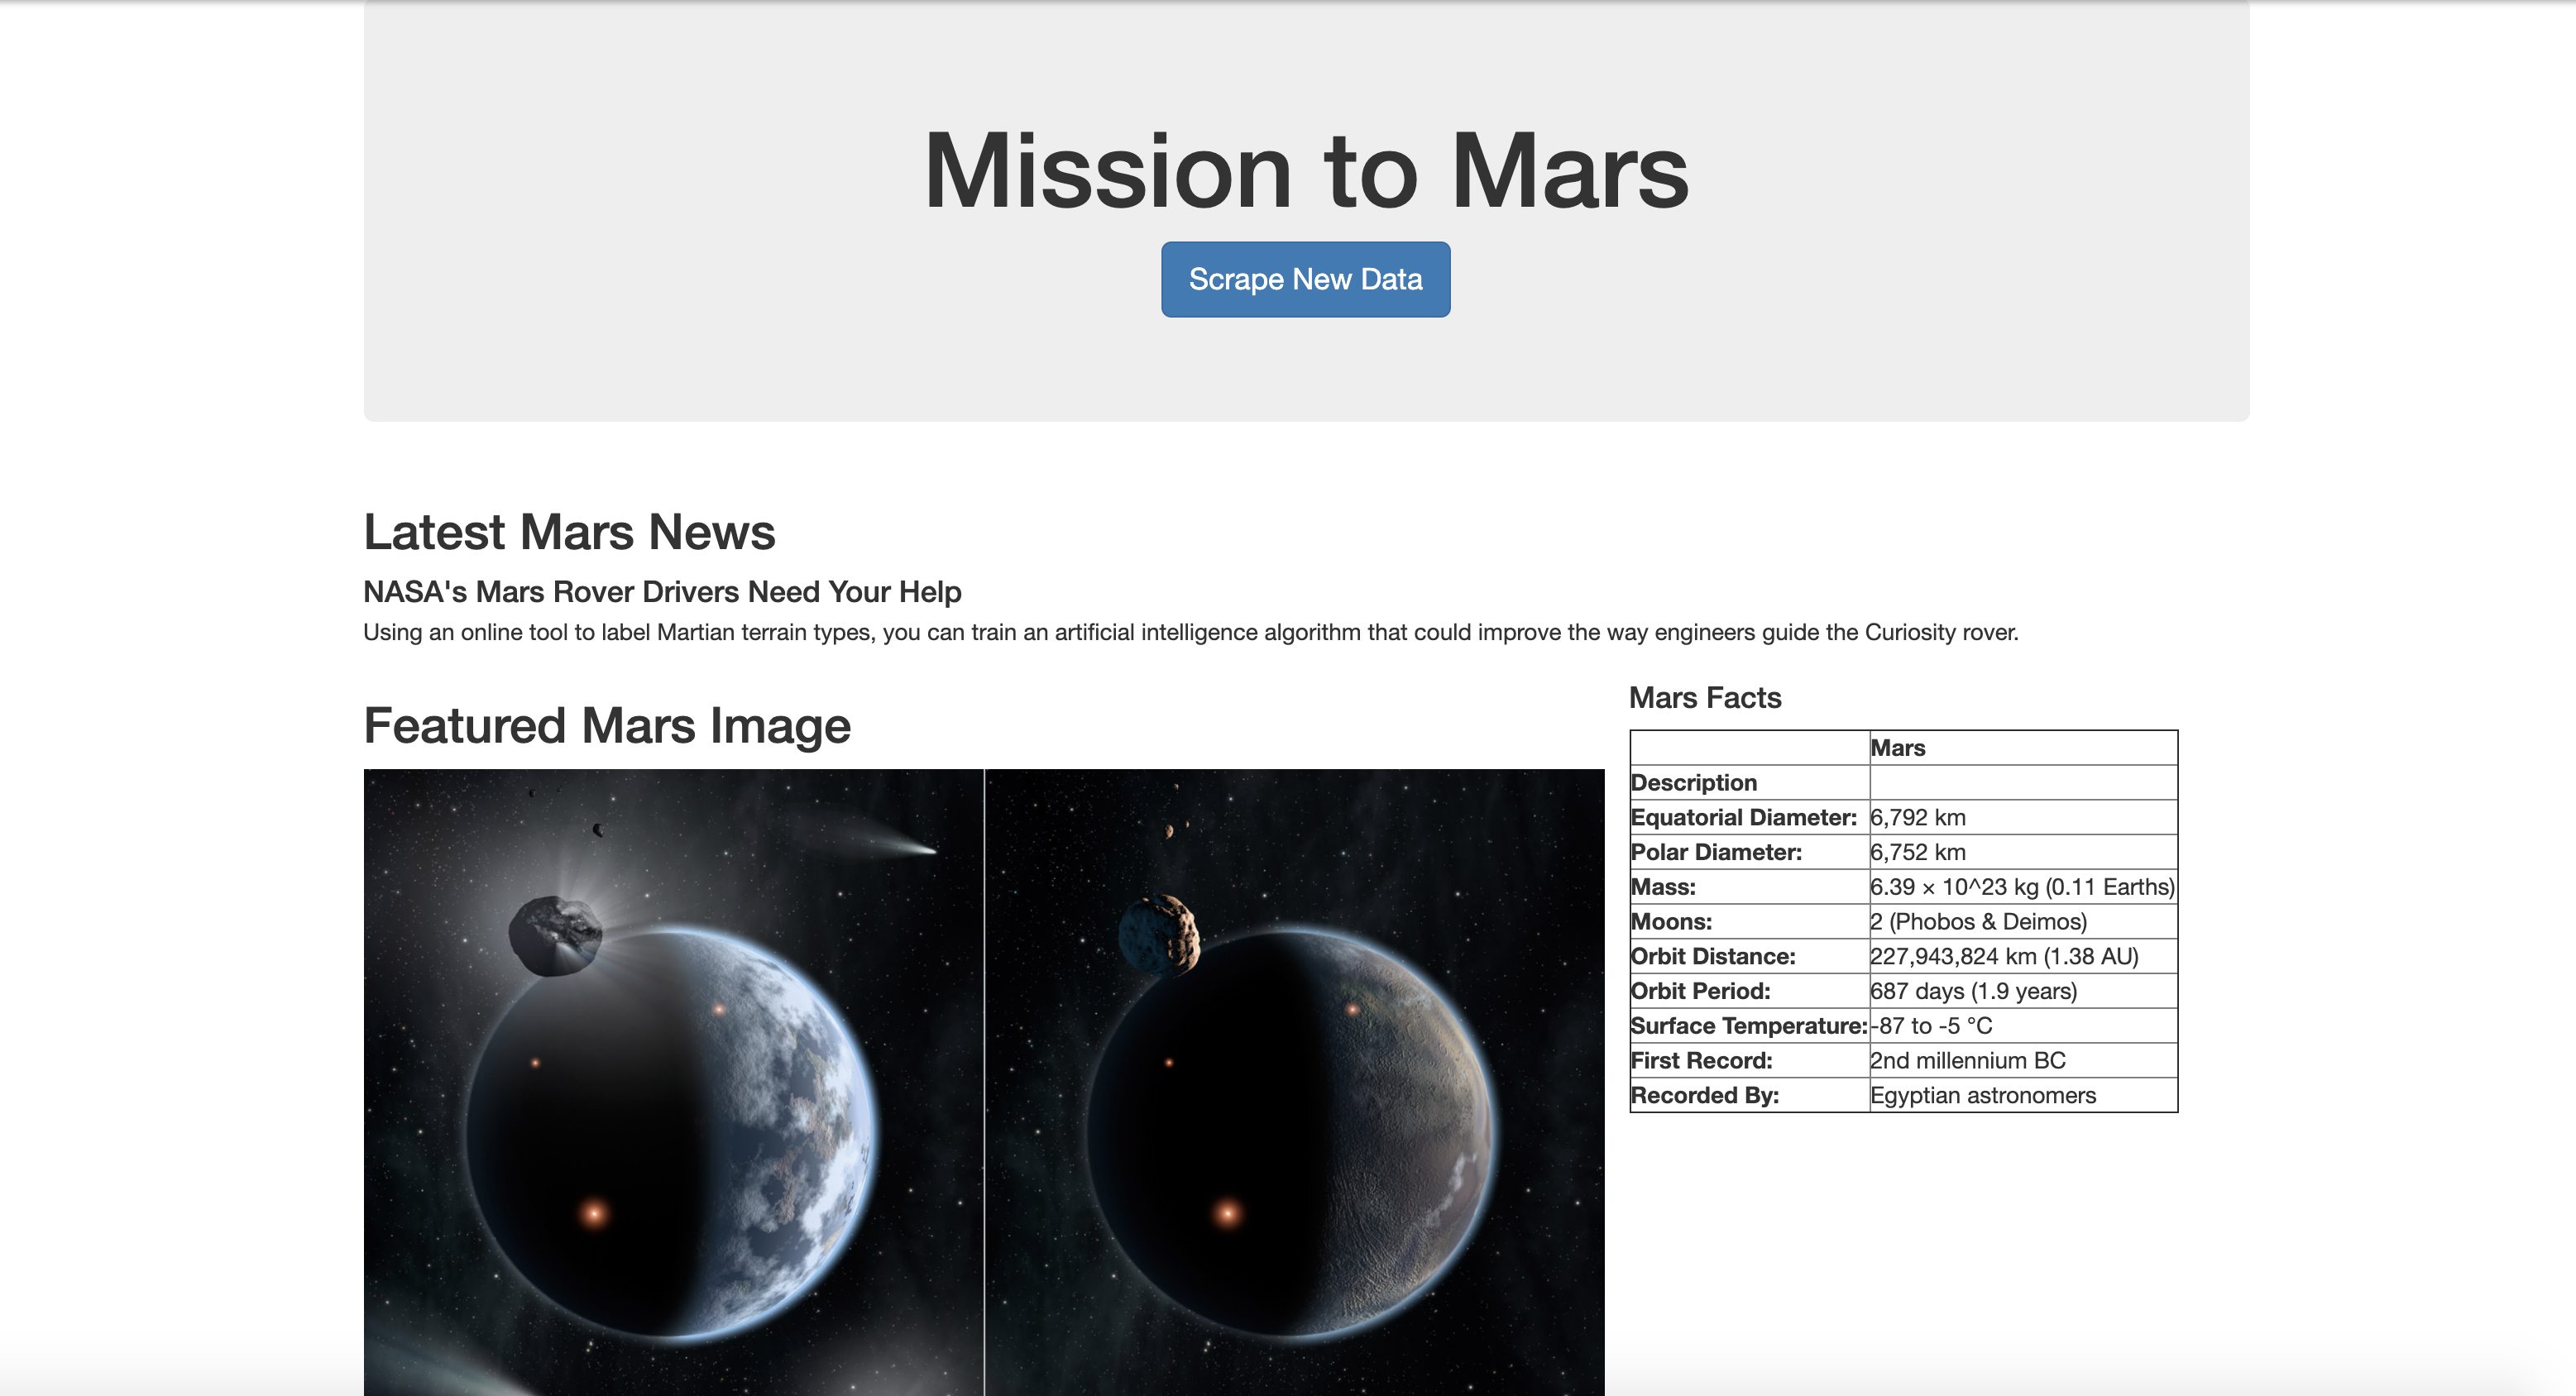 Mission to Mars
Scrape New Data
Latest Mars News
NASA's Mars Rover Drivers Need Your Help
Using an online tool to label Martian terrain types, you can train an artificial intelligence algorithm that could improve the way engineers guide the Curiosity rover.
Featured Mars Image
Mars Facts
Mars
Description
Equatorial Diameter: 6,792 km
Polar Diameter: 6,752 km
Mass: 6.39 × 10^23 kg (0.11 Earths)
Moons: 2 (Phobos & Deimos)
Orbit Distance: 227,943,824 km (1.38 AU)
Orbit Period: 687 days (1.9 years)
Surface Temperature: -87 to -5 °C
First Record: 2nd millennium BC
Recorded By: Egyptian astronomers